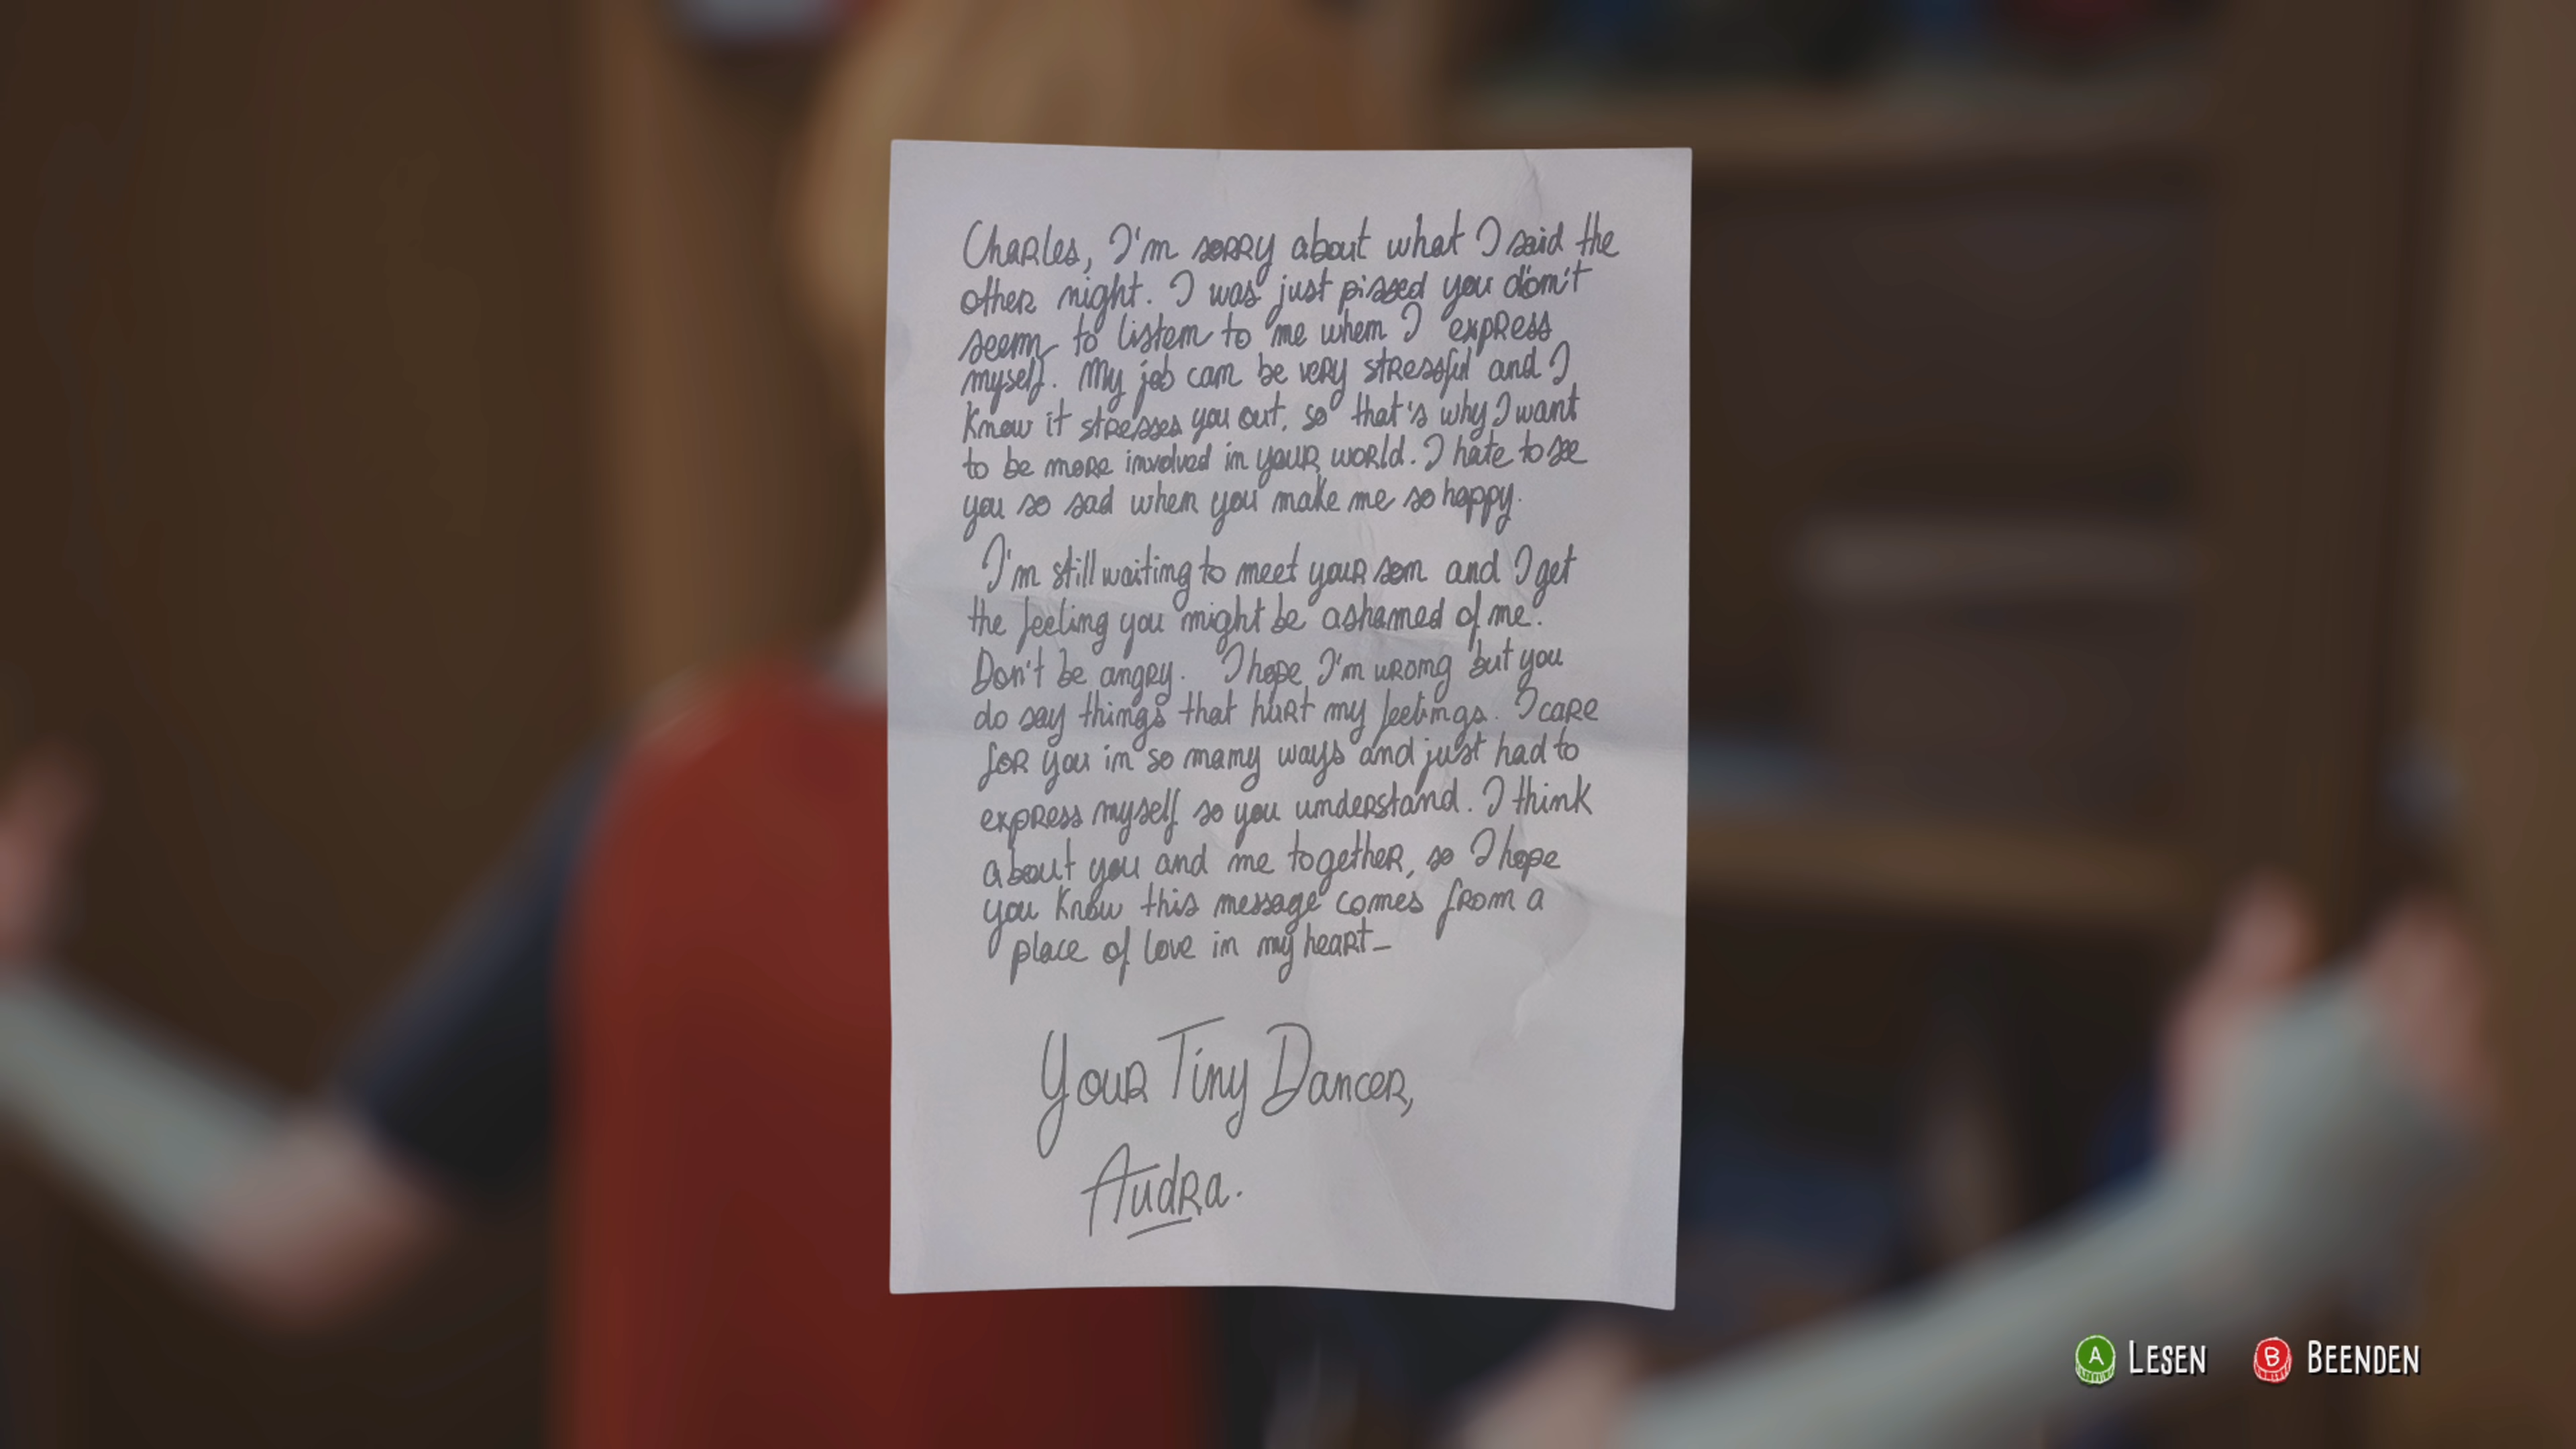 Charles, I'm sorry about what I said the
other night. I was just pissed you don't
seem to listen to me when I express
myself. My job can be very stressful and I
know it stresses you out, so that's why I want
to be more involved in your world. I hate to see
you so sad when you make me so happy.
I'm still waiting to meet your son and I get
the feeling you might be ashamed of me.
Don't be angry. I hope I'm wrong but you
do say things that hurt my feelings. I care
for you in so many ways and just had to
express myself so you understand. I think
about you and me together, so I hope
you know this message comes from a
place of love in my heart–
Your Tiny Dancer,
Audra.
A LESEN B BEENDEN